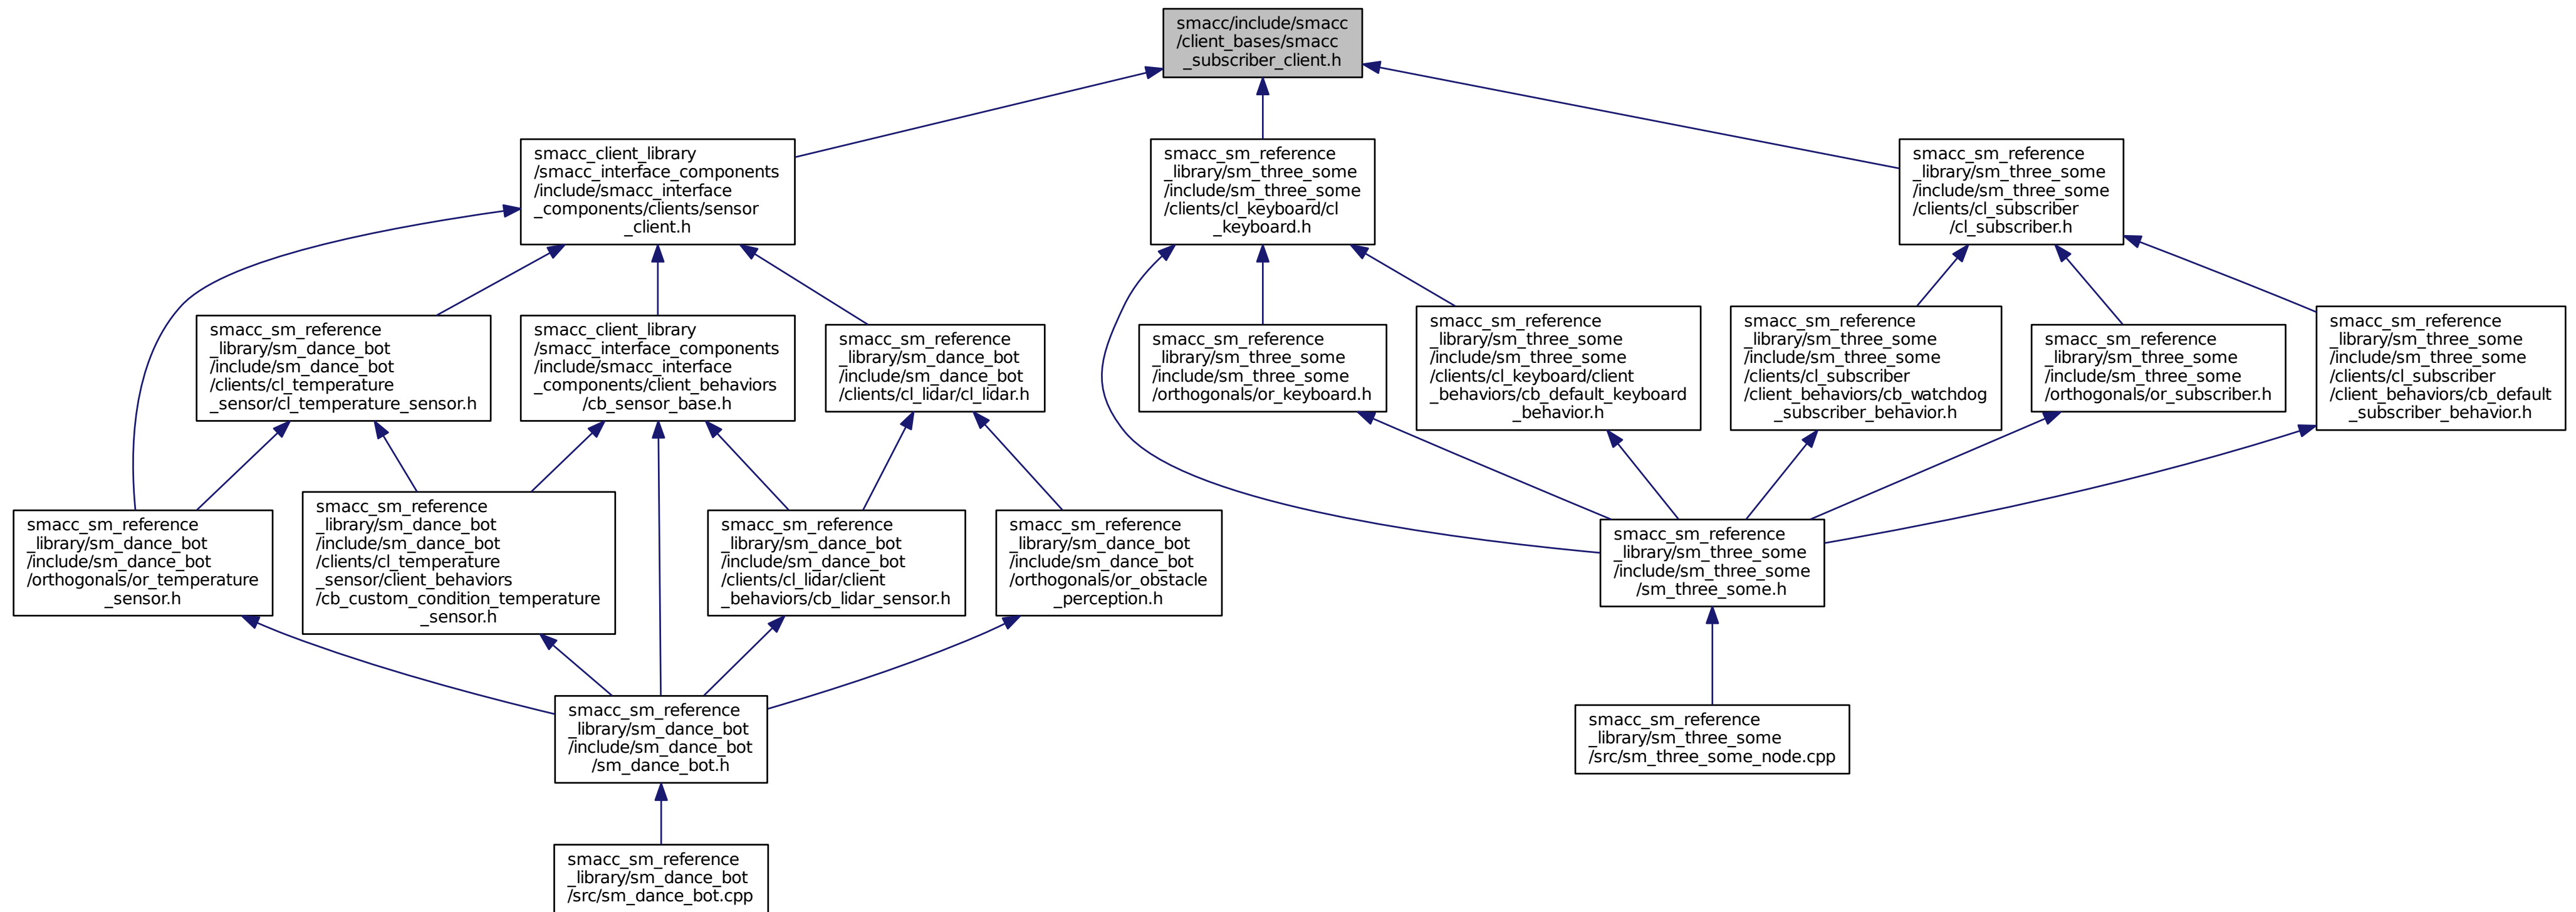 smacc/include/smacc
/client_bases/smacc
_subscriber_client.h
smacc_client_library
/smacc_interface_components
/include/smacc_interface
_components/clients/sensor
_client.h
smacc_sm_reference
_library/sm_three_some
/include/sm_three_some
/clients/cl_keyboard/cl
_keyboard.h
smacc_sm_reference
_library/sm_three_some
/include/sm_three_some
/clients/cl_subscriber
/cl_subscriber.h
smacc_sm_reference
_library/sm_dance_bot
/include/sm_dance_bot
/clients/cl_temperature
_sensor/cl_temperature_sensor.h
smacc_client_library
/smacc_interface_components
/include/smacc_interface
_components/client_behaviors
/cb_sensor_base.h
smacc_sm_reference
_library/sm_dance_bot
/include/sm_dance_bot
/clients/cl_lidar/cl_lidar.h
smacc_sm_reference
_library/sm_three_some
/include/sm_three_some
/orthogonals/or_keyboard.h
smacc_sm_reference
_library/sm_three_some
/include/sm_three_some
/clients/cl_keyboard/client
_behaviors/cb_default_keyboard
_behavior.h
smacc_sm_reference
_library/sm_three_some
/include/sm_three_some
/clients/cl_subscriber
/client_behaviors/cb_watchdog
_subscriber_behavior.h
smacc_sm_reference
_library/sm_three_some
/include/sm_three_some
/orthogonals/or_subscriber.h
smacc_sm_reference
_library/sm_three_some
/include/sm_three_some
/clients/cl_subscriber
/client_behaviors/cb_default
_subscriber_behavior.h
smacc_sm_reference
_library/sm_dance_bot
/include/sm_dance_bot
/orthogonals/or_temperature
_sensor.h
smacc_sm_reference
_library/sm_dance_bot
/include/sm_dance_bot
/clients/cl_temperature
_sensor/client_behaviors
/cb_custom_condition_temperature
_sensor.h
smacc_sm_reference
_library/sm_dance_bot
/include/sm_dance_bot
/clients/cl_lidar/client
_behaviors/cb_lidar_sensor.h
smacc_sm_reference
_library/sm_dance_bot
/include/sm_dance_bot
/orthogonals/or_obstacle
_perception.h
smacc_sm_reference
_library/sm_three_some
/include/sm_three_some
/sm_three_some.h
smacc_sm_reference
_library/sm_dance_bot
/include/sm_dance_bot
/sm_dance_bot.h
smacc_sm_reference
_library/sm_three_some
/src/sm_three_some_node.cpp
smacc_sm_reference
_library/sm_dance_bot
/src/sm_dance_bot.cpp